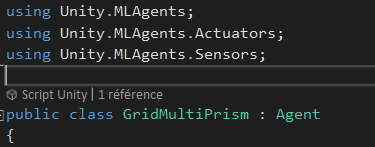 using Unity.MLAgents;
using Unity.MLAgents.Actuators;
using Unity.MLAgents.Sensors;
Script Unity | 1 référence
public class GridMultiPrism : Agent
{